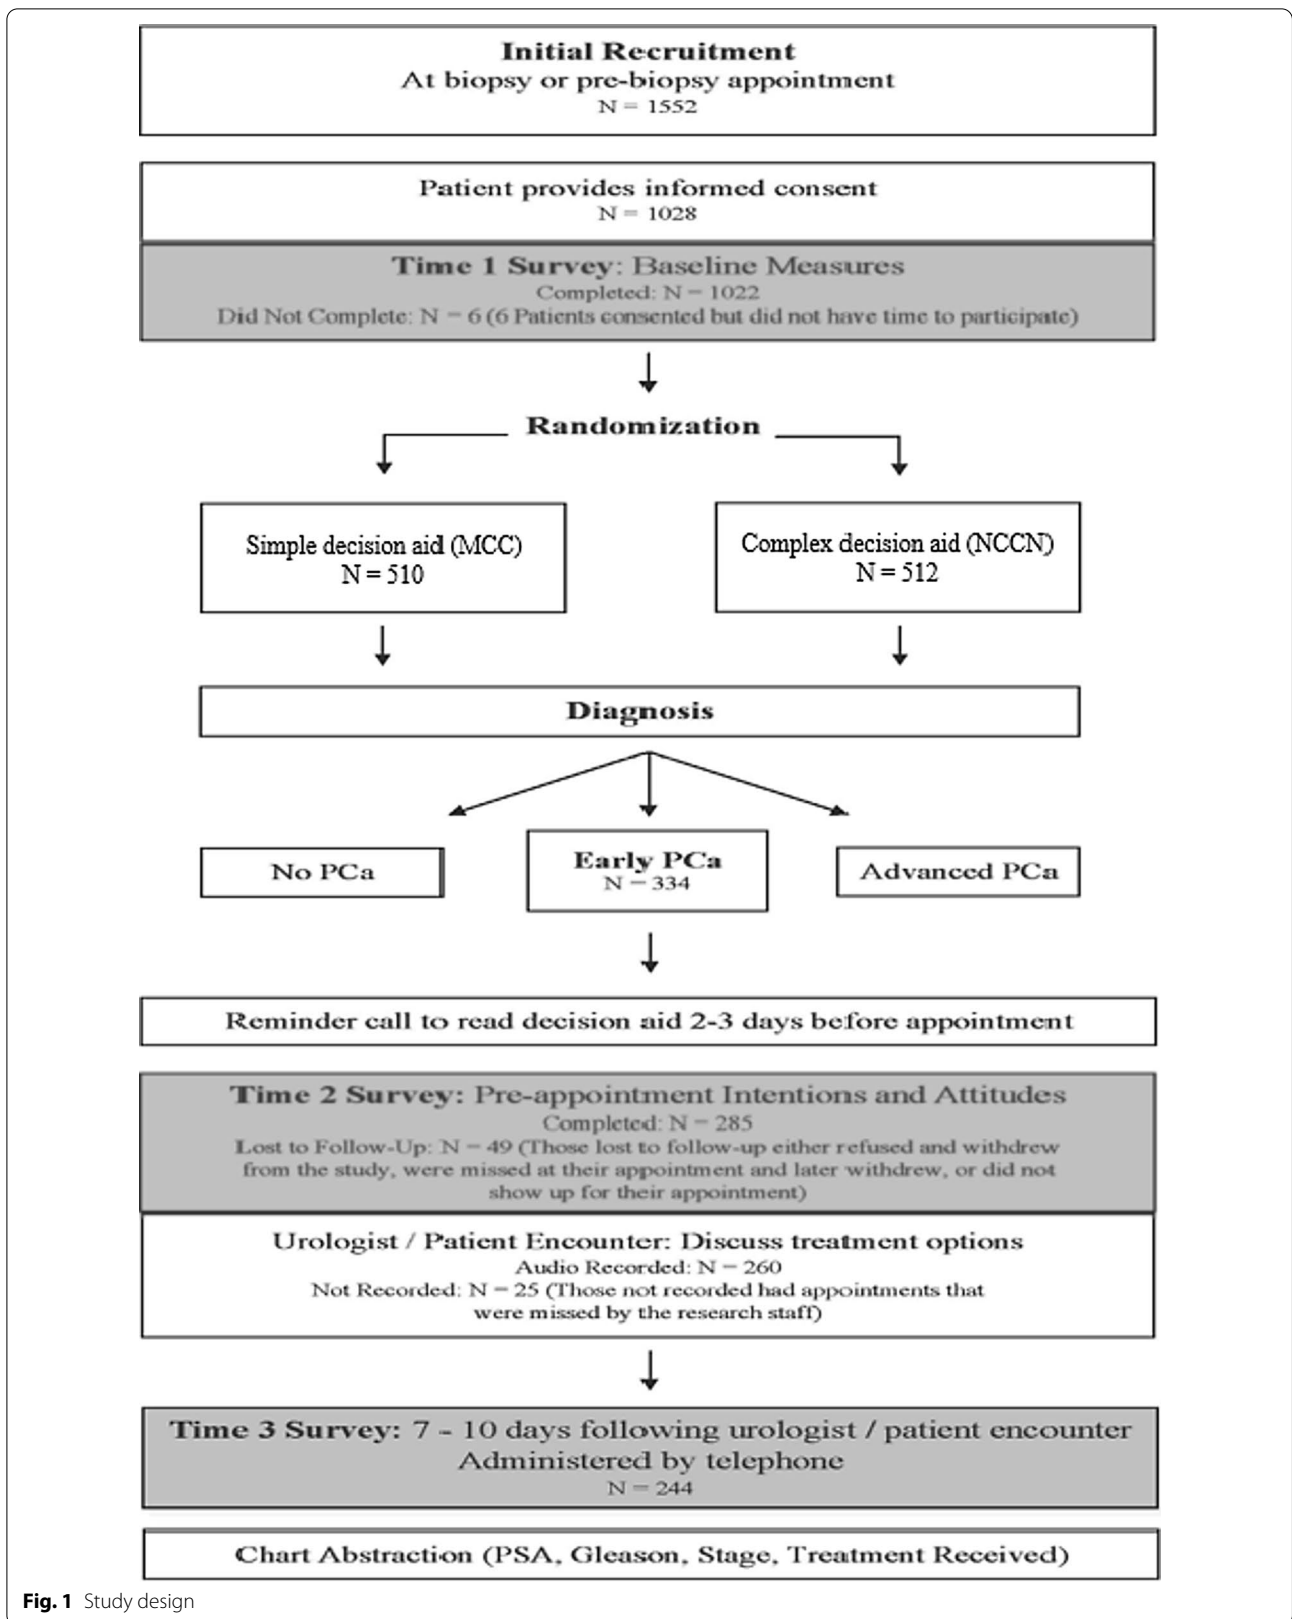 Initial Recruitment
At biopsy or pre-biopsy appointment
N = 1552
Patient provides informed consent
N = 1028
Time 1 Survey: Baseline Measures
Completed: N = 1022
Did Not Complete: N = 6 (6 Patients consented but did not have time to participate)
Randomization
Simple decision aid (MCC)
N = 510
Complex decision aid (NCCN)
N = 512
Diagnosis
No PCa
Early PCa
N = 334
Advanced PCa
Reminder call to read decision aid 2-3 days before appointment
Time 2 Survey: Pre-appointment Intentions and Attitudes
Completed: N = 285
Lost to Follow-Up: N = 49 (Those lost to follow-up either refused and withdrew
from the study, were missed at their appointment and later withdrew, or did not
show up for their appointment)
Urologist / Patient Encounter: Discuss treatment options
Audio Recorded: N = 260
Not Recorded: N = 25 (Those not recorded had appointments that
were missed by the research staff)
Time 3 Survey: 7 - 10 days following urologist / patient encounter
Administered by telephone
N = 244
Chart Abstraction (PSA, Gleason, Stage, Treatment Received)
Fig. 1 Study design